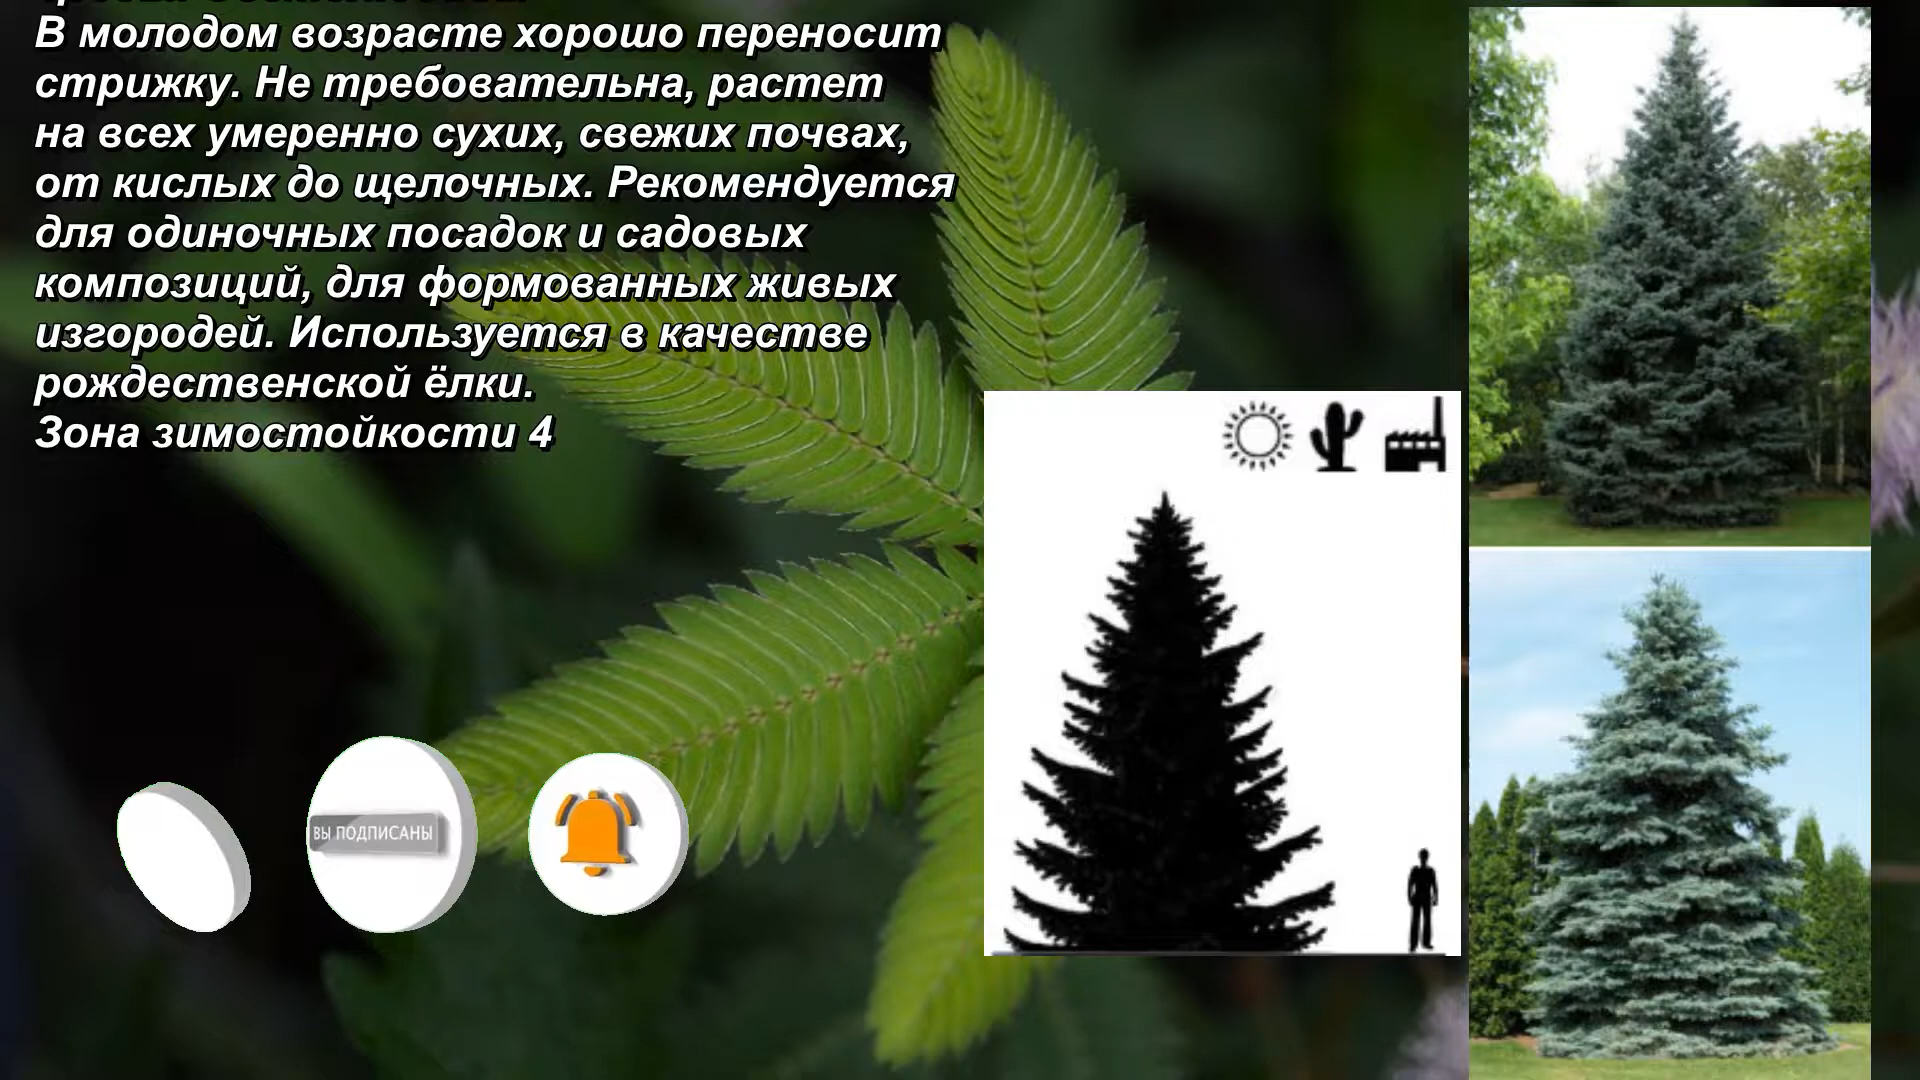 В молодом возрасте хорошо переносит
стрижку. Не требовательна, растет
на всех умеренно сухих, свежих почвах,
от кислых до щелочных. Рекомендуется
для одиночных посадок и садовых
композиций, для формованных живых
изгородей. Используется в качестве
рождественской ёлки.
Зона зимостойкости 4
ВЫ ПОДПИСАНЫ